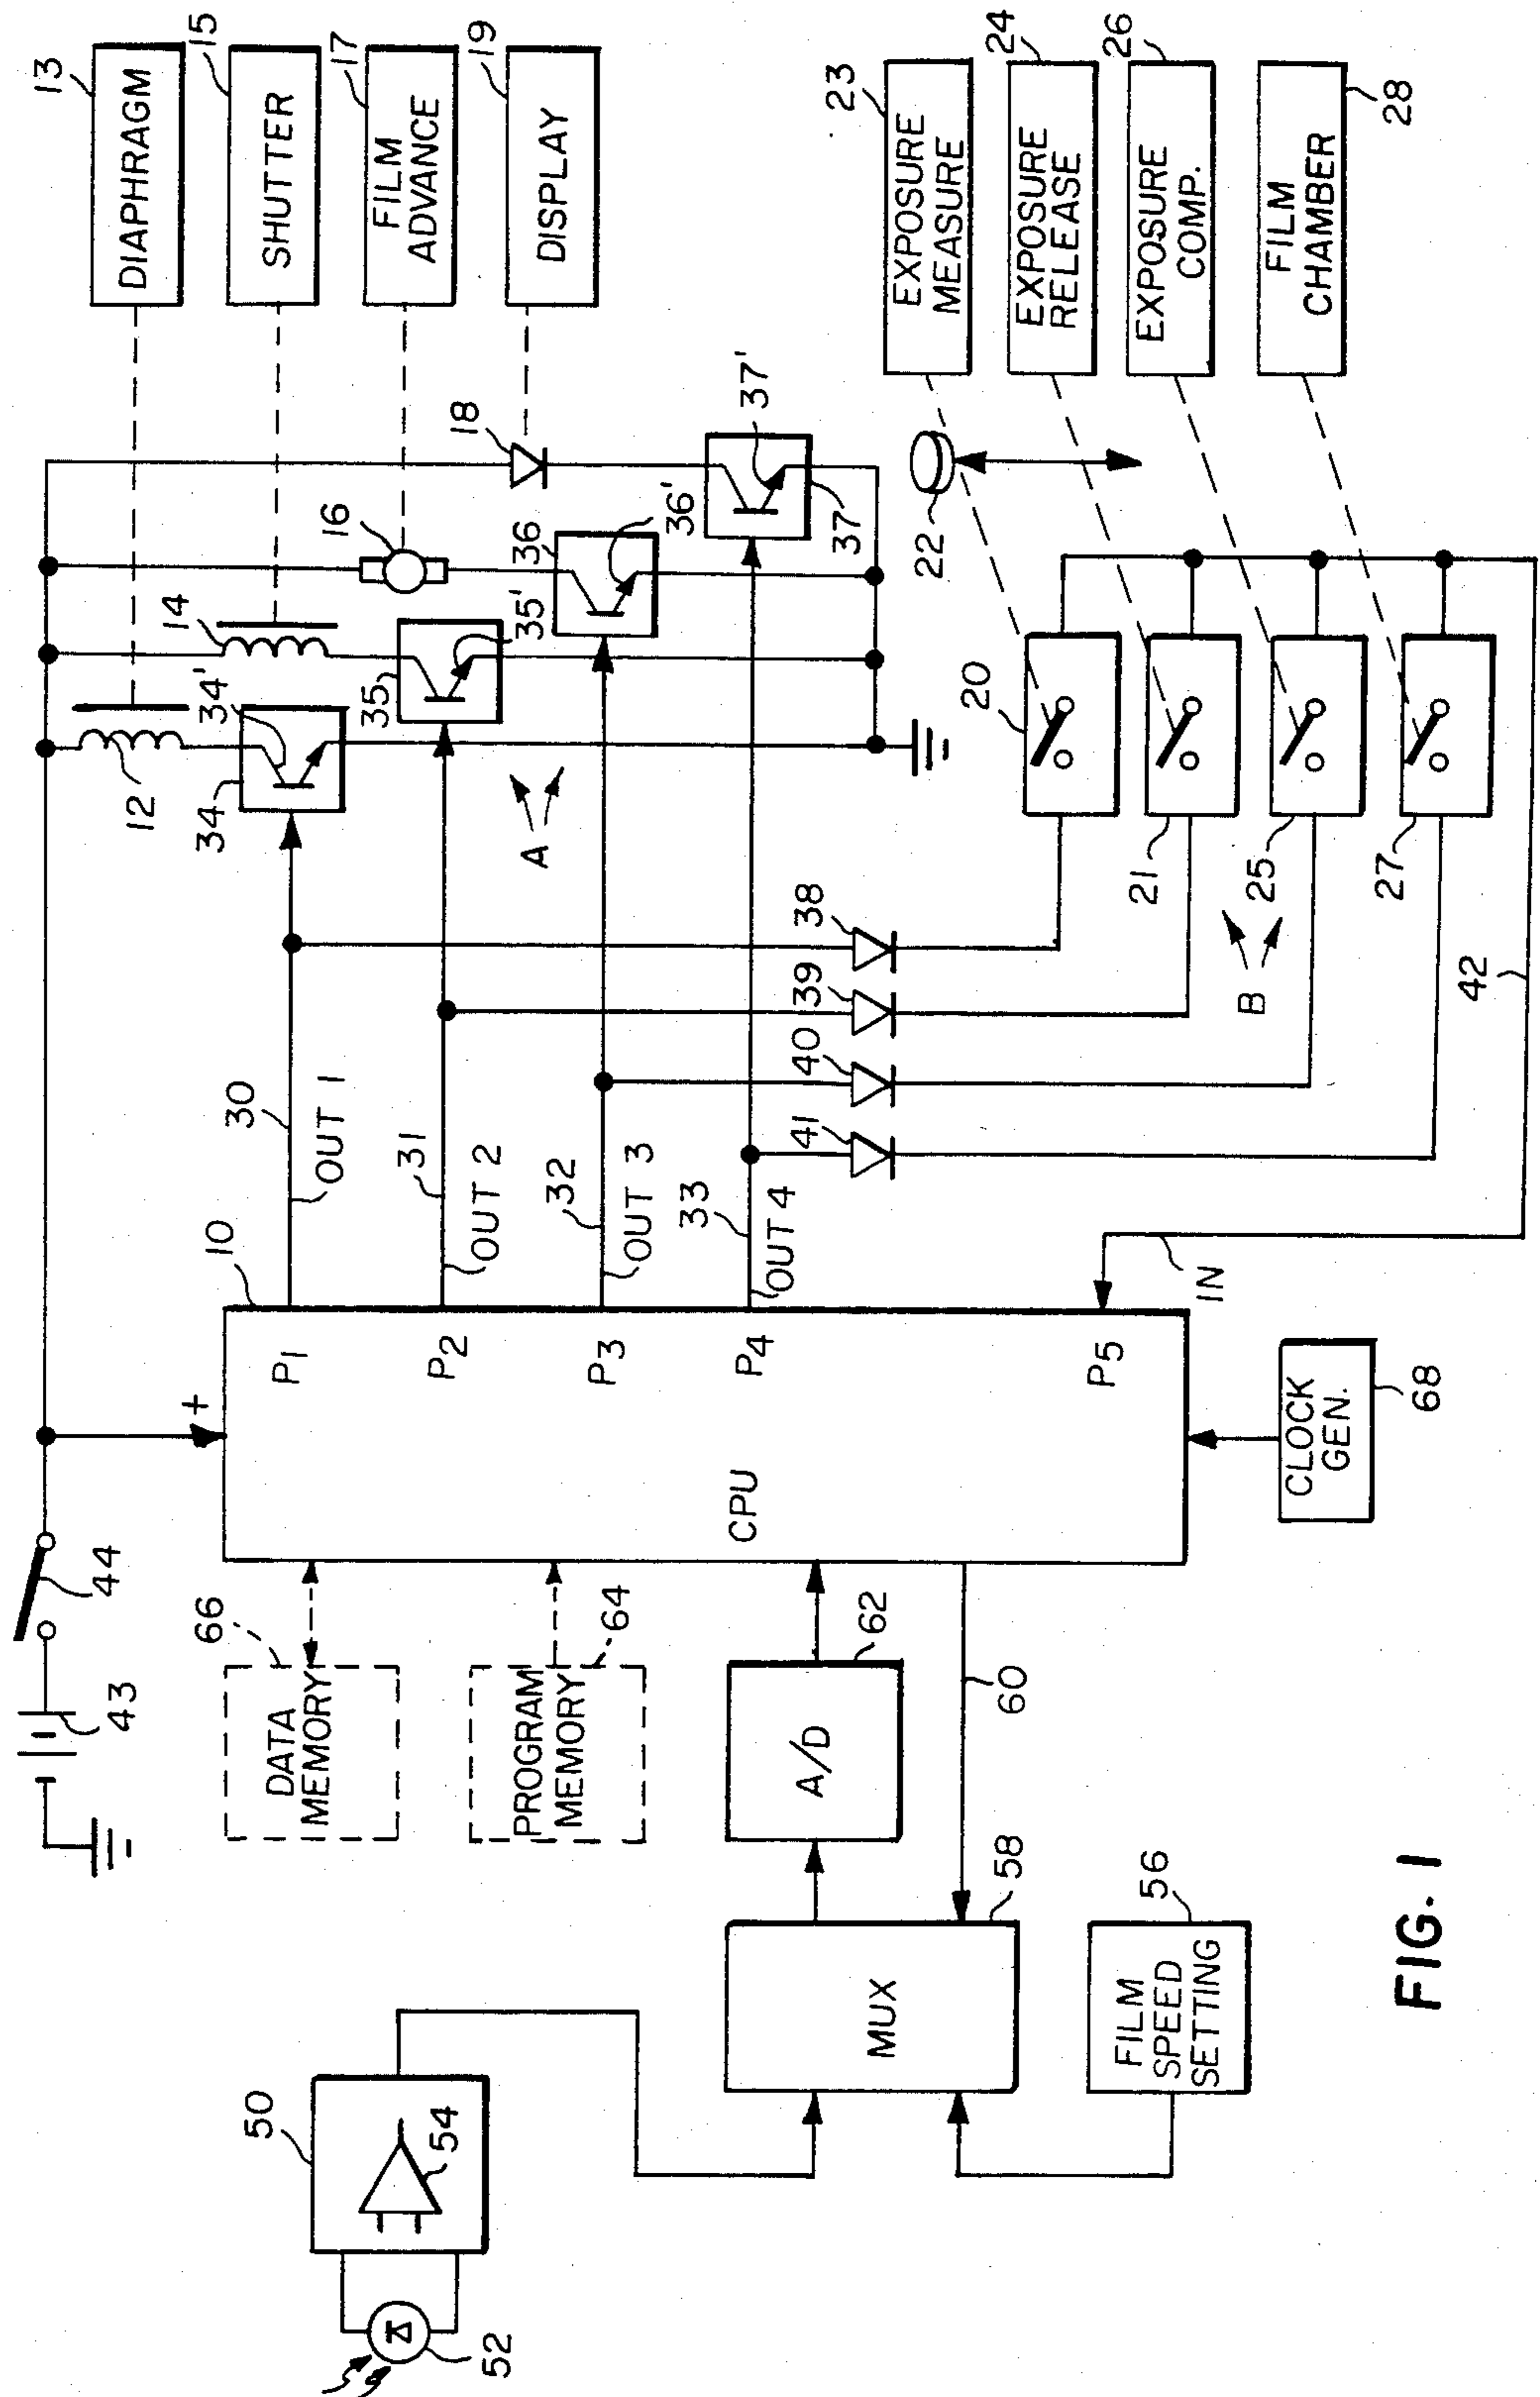 13
DIAPHRAGM
15
SHUTTER
17
FILM
ADVANCE
19
DISPLAY
23
EXPOSURE
MEASURE
24
EXPOSURE
RELEASE
26
EXPOSURE
COMP.
FILM
CHAMBER
28
18
37'
16
36
36'
37
22
14
35
35'
34'
12
34
A
20
21
25
27
B
42
38
39
40
41
30
OUT 1
31
OUT 2
32
OUT 3
33
OUT 4
IN
10
+
P1
P2
P3
P4
P5
CPU
CLOCK
GEN.
68
44
43
66
DATA
MEMORY
64
PROGRAM
MEMORY
62
A/D
60
58
MUX
56
FILM
SPEED
SETTING
50
54
52
FIG. 1